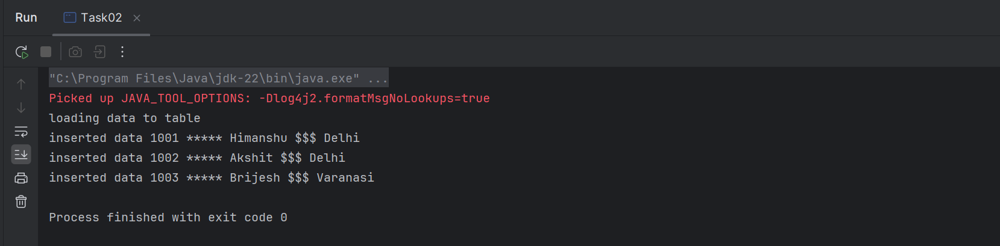 Run Task02
"C:\Program Files\Java\jdk-22\bin\java.exe" ...
Picked up JAVA_TOOL_OPTIONS: -Dlog4j2.formatMsgNoLookups=true
loading data to table
inserted data 1001 ***** Himanshu $$$ Delhi
inserted data 1002 ***** Akshit $$$ Delhi
inserted data 1003 ***** Brijesh $$$ Varanasi
Process finished with exit code 0